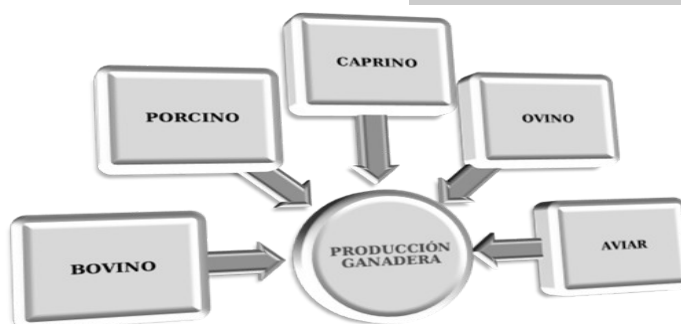 CAPRINO
PORCINO
OVINO
BOVINO
PRODUCCIÓN
GANADERA
AVIAR